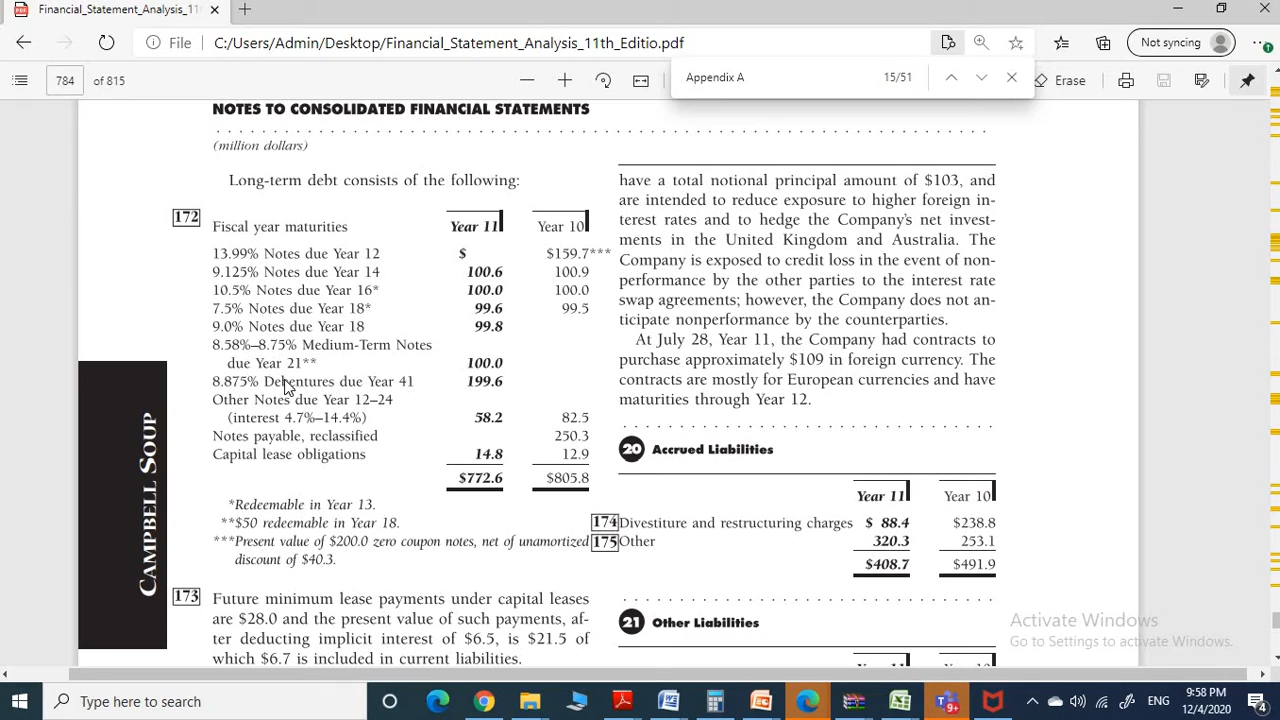 Financial_Statement_Analysis_11th
File
C:/Users/Admin/Desktop/Financial_Statement_Analysis_11th_Editio.pdf
Not syncing
784 of 815
Appendix A 15/51
Erase
NOTES TO CONSOLIDATED FINANCIAL STATEMENTS
(million dollars)
Long-term debt consists of the following:
172
Fiscal year maturities Year 11 Year 10
13.99% Notes due Year 12 $ $159.7***
9.125% Notes due Year 14 100.6 100.9
10.5% Notes due Year 16* 100.0 100.0
7.5% Notes due Year 18* 99.6 99.5
9.0% Notes due Year 18 99.8
8.58%–8.75% Medium-Term Notes
due Year 21** 100.0
8.875% Debentures due Year 41 199.6
Other Notes due Year 12–24
(interest 4.7%–14.4%) 58.2 82.5
Notes payable, reclassified 250.3
Capital lease obligations 14.8 12.9
$772.6 $805.8
*Redeemable in Year 13.
**$50 redeemable in Year 18.
***Present value of $200.0 zero coupon notes, net of unamortized
discount of $40.3.
173
Future minimum lease payments under capital leases
are $28.0 and the present value of such payments, af-
ter deducting implicit interest of $6.5, is $21.5 of
which $6.7 is included in current liabilities.
have a total notional principal amount of $103, and
are intended to reduce exposure to higher foreign in-
terest rates and to hedge the Company's net invest-
ments in the United Kingdom and Australia. The
Company is exposed to credit loss in the event of non-
performance by the other parties to the interest rate
swap agreements; however, the Company does not an-
ticipate nonperformance by the counterparties.
At July 28, Year 11, the Company had contracts to
purchase approximately $109 in foreign currency. The
contracts are mostly for European currencies and have
maturities through Year 12.
20 Accrued Liabilities
Year 11 Year 10
174 Divestiture and restructuring charges $ 88.4 $238.8
175 Other 320.3 253.1
$408.7 $491.9
21 Other Liabilities
CAMPBELL SOUP
Activate Windows
Go to Settings to activate Windows.
Type here to search
9+
ENG
9:58 PM
12/4/2020
4